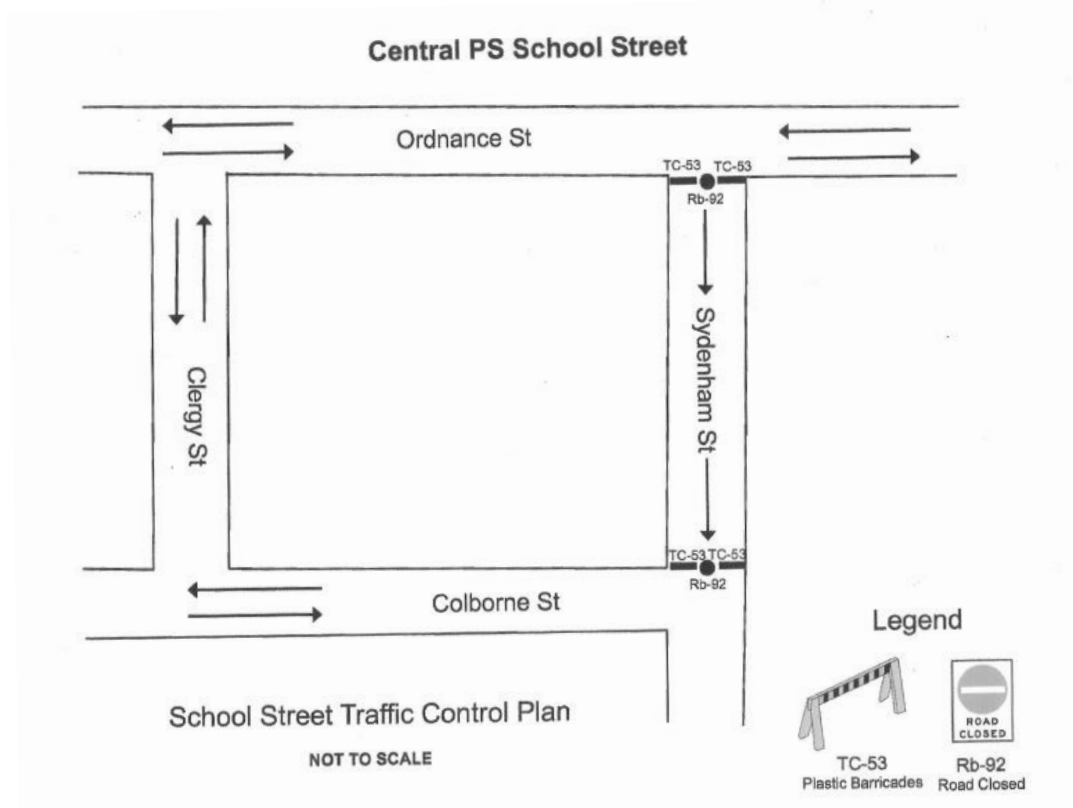 Central PS School Street
Ordnance St
TC-53 TC-53
Rb-92
Sydenham St
Clergy St
TC-53 TC-53
Rb-92
Colborne St
Legend
ROAD
CLOSED
School Street Traffic Control Plan
NOT TO SCALE
TC-53
Plastic Barricades
Rb-92
Road Closed